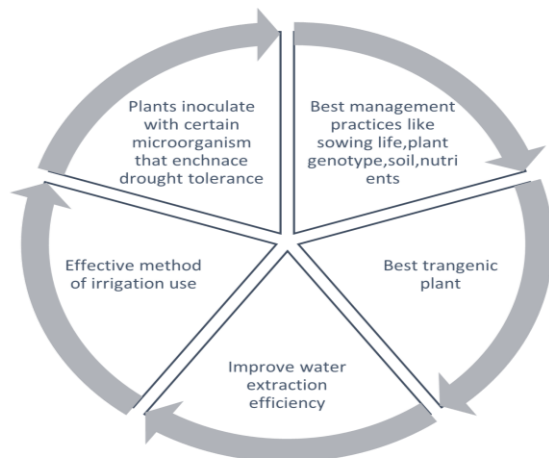 Plants inoculate
with certain
microorganism
that enchnace
drought tolerance
Best management
practices like
sowing life,plant
genotype,soil,nutri
ents
Best trangenic
plant
Improve water
extraction
efficiency
Effective method
of irrigation use